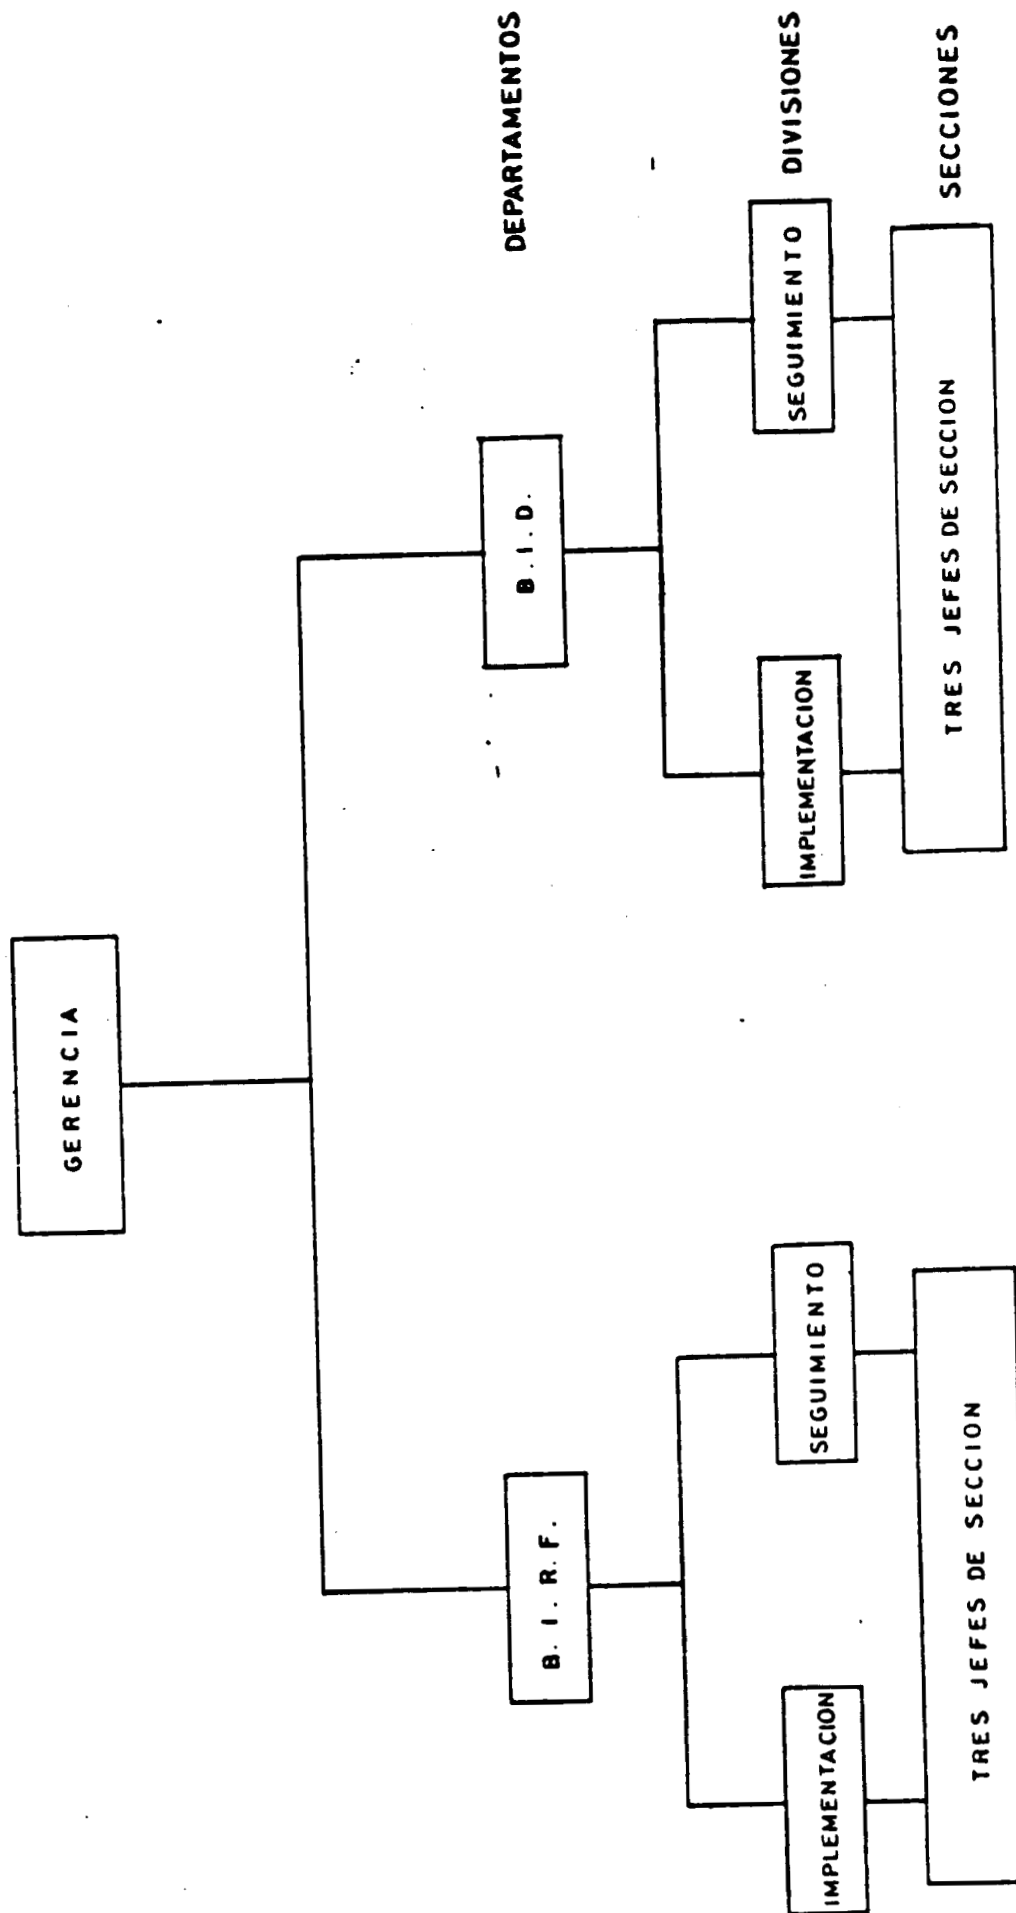 GERENCIA
B. I. R. F.
B. I. D.
DEPARTAMENTOS
IMPLEMENTACION
SEGUIMIENTO
IMPLEMENTACION
SEGUIMIENTO
DIVISIONES
TRES JEFES DE SECCION
TRES JEFES DE SECCION
SECCIONES